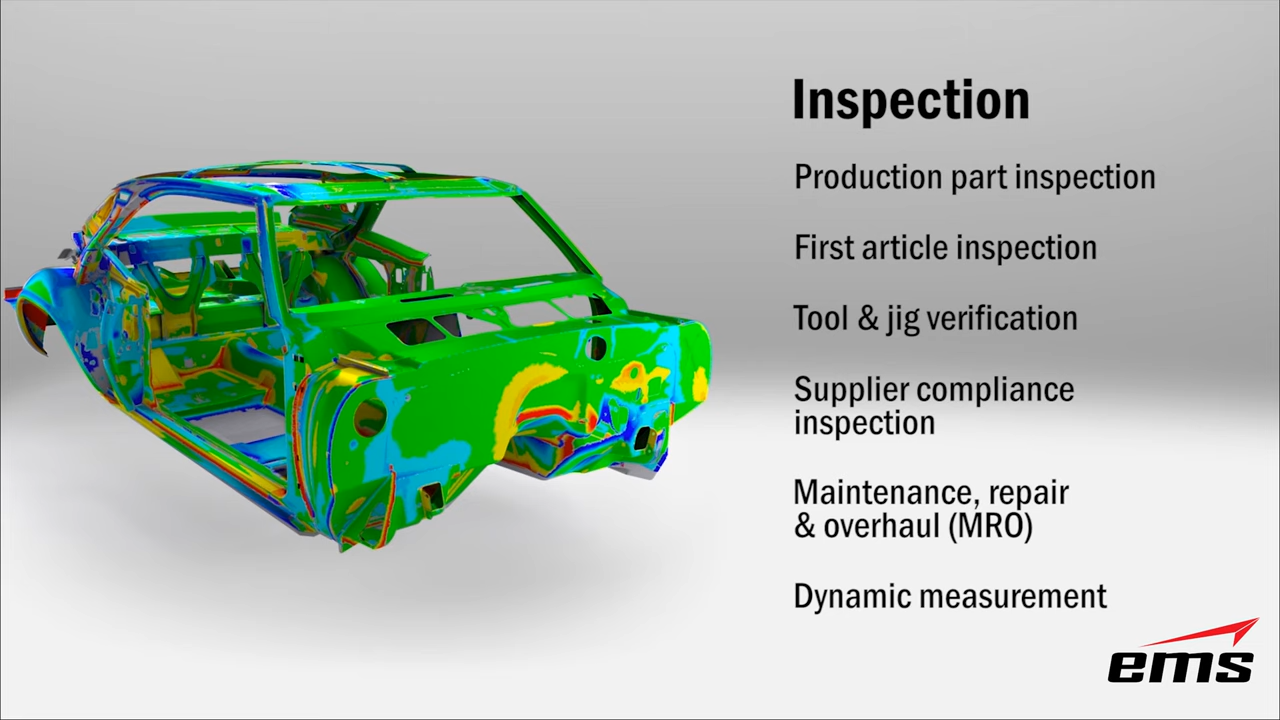 Inspection
Production part inspection
First article inspection
Tool & jig verification
Supplier compliance
inspection
Maintenance, repair
& overhaul (MRO)
Dynamic measurement
ems